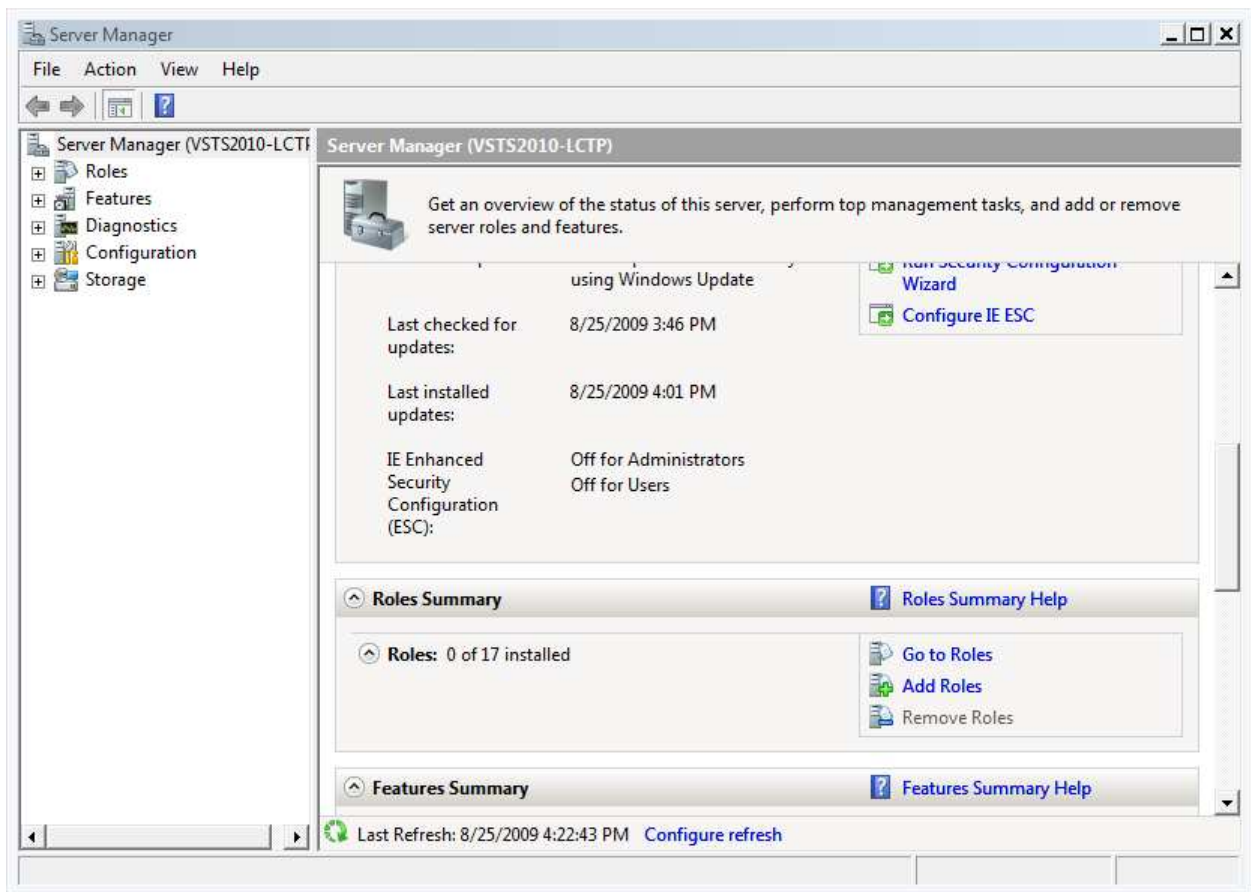 Server Manager
File Action View Help
Server Manager (VSTS2010-LCTP
Roles
Features
Diagnostics
Configuration
Storage
Server Manager (VSTS2010-LCTP)
Get an overview of the status of this server, perform top management tasks, and add or remove
server roles and features.
using Windows Update
Run Security Configuration
Wizard
Configure IE ESC
Last checked for
updates:
8/25/2009 3:46 PM
Last installed
updates:
8/25/2009 4:01 PM
IE Enhanced
Security
Configuration
(ESC):
Off for Administrators
Off for Users
Roles Summary
Roles Summary Help
Roles: 0 of 17 installed
Go to Roles
Add Roles
Remove Roles
Features Summary
Features Summary Help
Last Refresh: 8/25/2009 4:22:43 PM Configure refresh